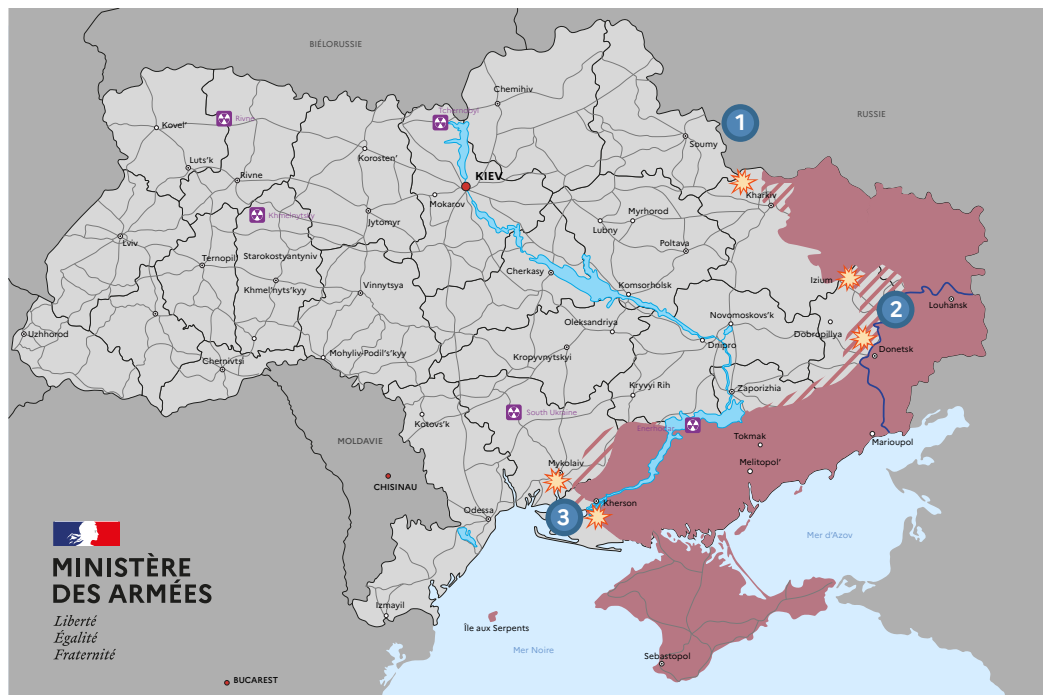 BIÉLORUSSIE
Chernihiv
Tchernobyl
RUSSIE
1
Rivne
Kovel'
Soumy
Korosten'
Luts'k
KIEV
Rivne
Kharkiv
Mokarov
Khmelnytsky
Myrhorod
Jytomyr
Lubny
Lviv
Poltava
Starokostyantyniv
Ternopil
Cherkasy
Izium
Khmel'hyts'kyy
Vinnytsya
Komsorholsk
Louhansk
2
Novomoskovs'k
Oleksandriya
Uzhhorod
Dobropillya
Dnipro
Donetsk
Mohyliv-Podil's'kyy
Kropyvnytskyi
Chernivtsi
Kryvyi Rih
Zaporizhia
South Ukraine
Kotovs'k
Enerhodar
Tokmak
MOLDAVIE
Marioupol
Mykolaiv
Melitopol'
CHISINAU
Kherson
Odessa
3
Mer d'Azov
MINISTÈRE
DES ARMÉES
Liberté
Égalité
Fraternité
Izmayil
Île aux Serpents
Mer Noire
Sebastopol
BUCAREST